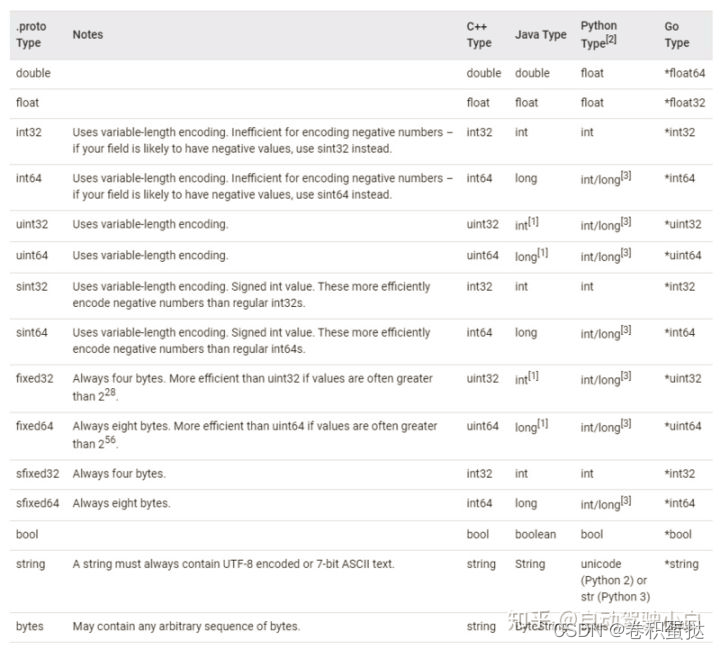 .proto Type Notes C++ Type Java Type Python Type[2] Go Type
double double double float *float64
float float float float *float32
int32 Uses variable-length encoding. Inefficient for encoding negative numbers – if your field is likely to have negative values, use sint32 instead. int32 int int *int32
int64 Uses variable-length encoding. Inefficient for encoding negative numbers – if your field is likely to have negative values, use sint64 instead. int64 long int/long[3] *int64
uint32 Uses variable-length encoding. uint32 int[1] int/long[3] *uint32
uint64 Uses variable-length encoding. uint64 long[1] int/long[3] *uint64
sint32 Uses variable-length encoding. Signed int value. These more efficiently encode negative numbers than regular int32s. int32 int int *int32
sint64 Uses variable-length encoding. Signed int value. These more efficiently encode negative numbers than regular int64s. int64 long int/long[3] *int64
fixed32 Always four bytes. More efficient than uint32 if values are often greater than 2^28. uint32 int[1] int/long[3] *uint32
fixed64 Always eight bytes. More efficient than uint64 if values are often greater than 2^56. uint64 long[1] int/long[3] *uint64
sfixed32 Always four bytes. int32 int int *int32
sfixed64 Always eight bytes. int64 long int/long[3] *int64
bool bool boolean bool *bool
string A string must always contain UTF-8 encoded or 7-bit ASCII text. string String unicode (Python 2) or str (Python 3) *string
bytes May contain any arbitrary sequence of bytes. string ByteString
知乎 @自动驾驶小白
CSDN @卷积蛋挞